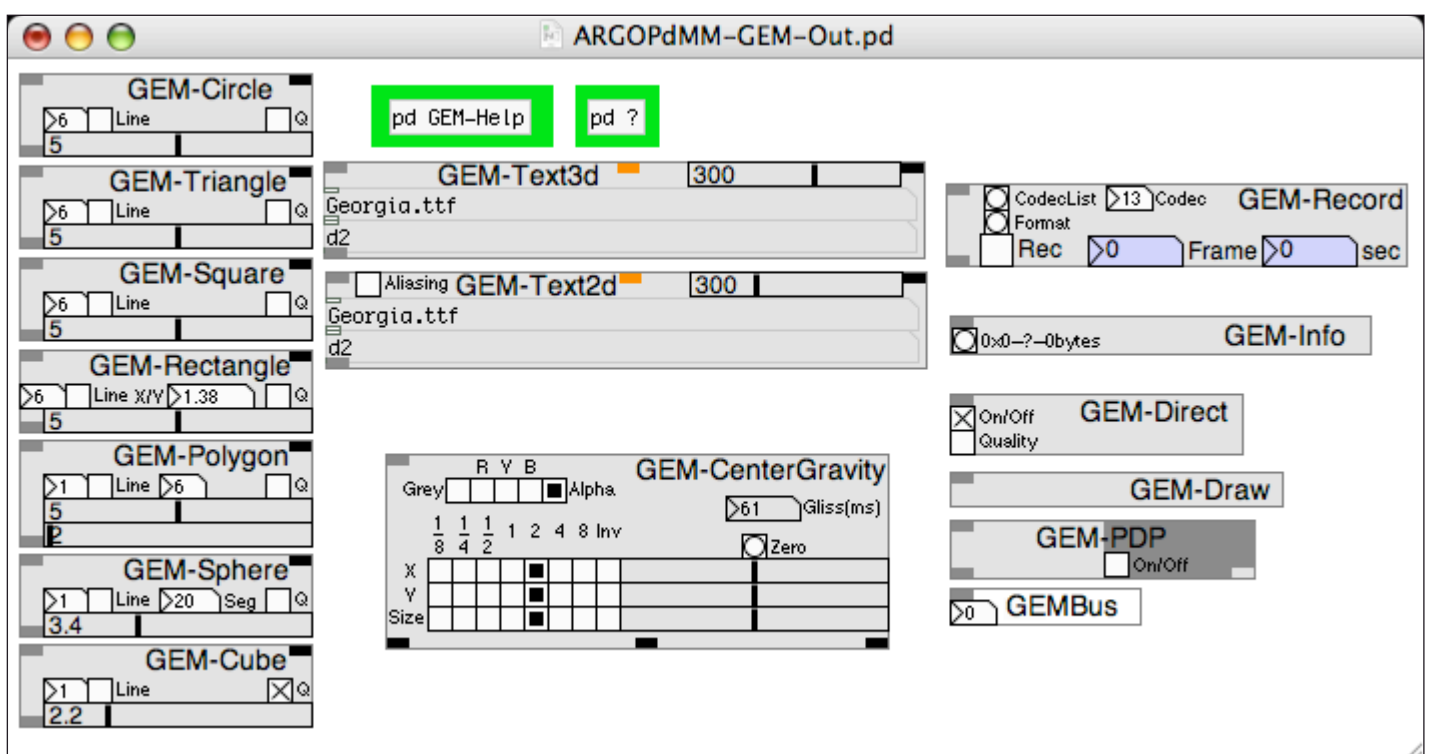 ARGOPdMM-GEM-Out.pd
GEM-Circle
6 Line Q
5
GEM-Triangle
6 Line Q
5
GEM-Square
6 Line Q
5
GEM-Rectangle
6 Line X/Y 1.38 Q
5
GEM-Polygon
1 Line 6 Q
5
2
GEM-Sphere
1 Line 20 Seg Q
3.4
GEM-Cube
1 Line Q
2.2
pd GEM-Help pd ?
GEM-Text3d 300
Georgia.ttf
d2
Aliasing GEM-Text2d 300
Georgia.ttf
d2
R Y B GEM-CenterGravity
Grey Alpha
61 Gliss(ms)
1/8 1/4 1/2 1 2 4 8 Inv
Zero
X
Y
Size
CodecList 13 Codec GEM-Record
Format
Rec 0 Frame 0 sec
0x0-?-0bytes GEM-Info
On/Off GEM-Direct
Quality
GEM-Draw
GEM-PDP
On/Off
0 GEMBus